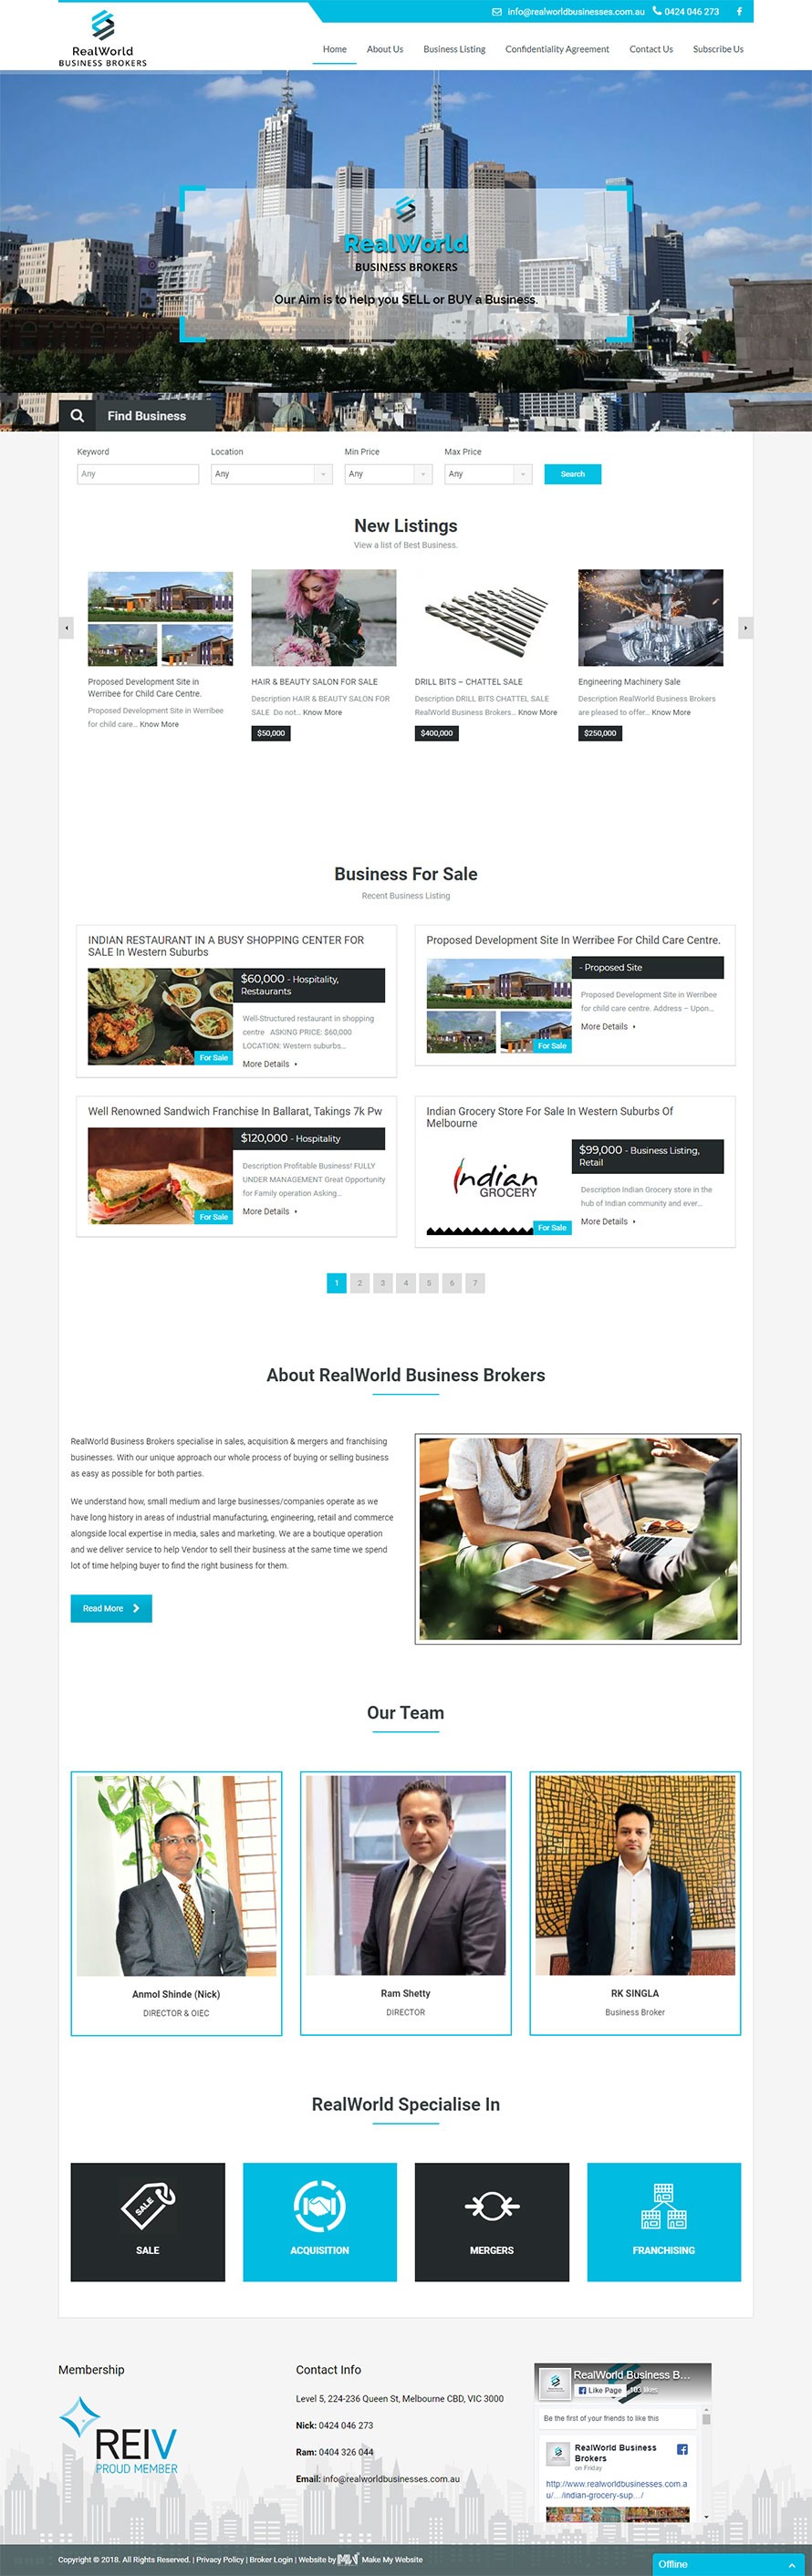 info@realworldbusinesses.com.au 0424 046 273
RealWorld
BUSINESS BROKERS
Home About Us Business Listing Confidentiality Agreement Contact Us Subscribe Us
RealWorld
BUSINESS BROKERS
Our Aim is to help you SELL or BUY a Business.
Find Business
Keyword Location Min Price Max Price
Any Any Any Any Search
New Listings
View a list of Best Business.
Proposed Development Site in
Werribee for Child Care Centre.
Proposed Development Site in Werribee
for child care... Know More
HAIR & BEAUTY SALON FOR SALE
Description HAIR & BEAUTY SALON FOR
SALE Do not... Know More
$50,000
DRILL BITS – CHATTEL SALE
Description DRILL BITS CHATTEL SALE
RealWorld Business Brokers... Know More
$400,000
Engineering Machinery Sale
Description RealWorld Business Brokers
are pleased to offer... Know More
$250,000
Business For Sale
Recent Business Listing
INDIAN RESTAURANT IN A BUSY SHOPPING CENTER FOR
SALE In Western Suburbs
$60,000 - Hospitality,
Restaurants
Well-Structured restaurant in shopping
centre ASKING PRICE: $60,000
LOCATION: Western suburbs...
For Sale
More Details
Proposed Development Site In Werribee For Child Care Centre.
- Proposed Site
Proposed Development Site in Werribee
for child care centre. Address – Upon...
More Details
For Sale
Well Renowned Sandwich Franchise In Ballarat, Takings 7k Pw
$120,000 - Hospitality
Description Profitable Business! FULLY
UNDER MANAGEMENT Great Opportunity
for Family operation Asking...
More Details
For Sale
Indian Grocery Store For Sale In Western Suburbs Of
Melbourne
$99,000 - Business Listing,
Retail
Indian
GROCERY
Description Indian Grocery store in the
hub of Indian community and ever...
More Details
For Sale
1 2 3 4 5 6 7
About RealWorld Business Brokers
RealWorld Business Brokers specialise in sales, acquisition & mergers and franchising
businesses. With our unique approach our whole process of buying or selling business
as easy as possible for both parties.
We understand how, small medium and large businesses/companies operate as we
have long history in areas of industrial manufacturing, engineering, retail and commerce
alongside local expertise in media, sales and marketing. We are a boutique operation
and we deliver service to help Vendor to sell their business at the same time we spend
lot of time helping buyer to find the right business for them.
Read More
Our Team
Anmol Shinde (Nick)
DIRECTOR & OIEC
Ram Shetty
DIRECTOR
RK SINGLA
Business Broker
RealWorld Specialise In
SALE
SALE
ACQUISITION
MERGERS
FRANCHISING
Membership
REIV
PROUD MEMBER
Contact Info
Level 5, 224-236 Queen St, Melbourne CBD, VIC 3000
Nick: 0424 046 273
Ram: 0404 326 044
Email: info@realworldbusinesses.com.au
RealWorld Business B...
Like Page 103 likes
Be the first of your friends to like this
RealWorld Business
Brokers
on Friday
http://www.realworldbusinesses.com.a
u/.../indian-grocery-sup.../
Copyright © 2018. All Rights Reserved. | Privacy Policy | Broker Login | Website by Make My Website
Offline